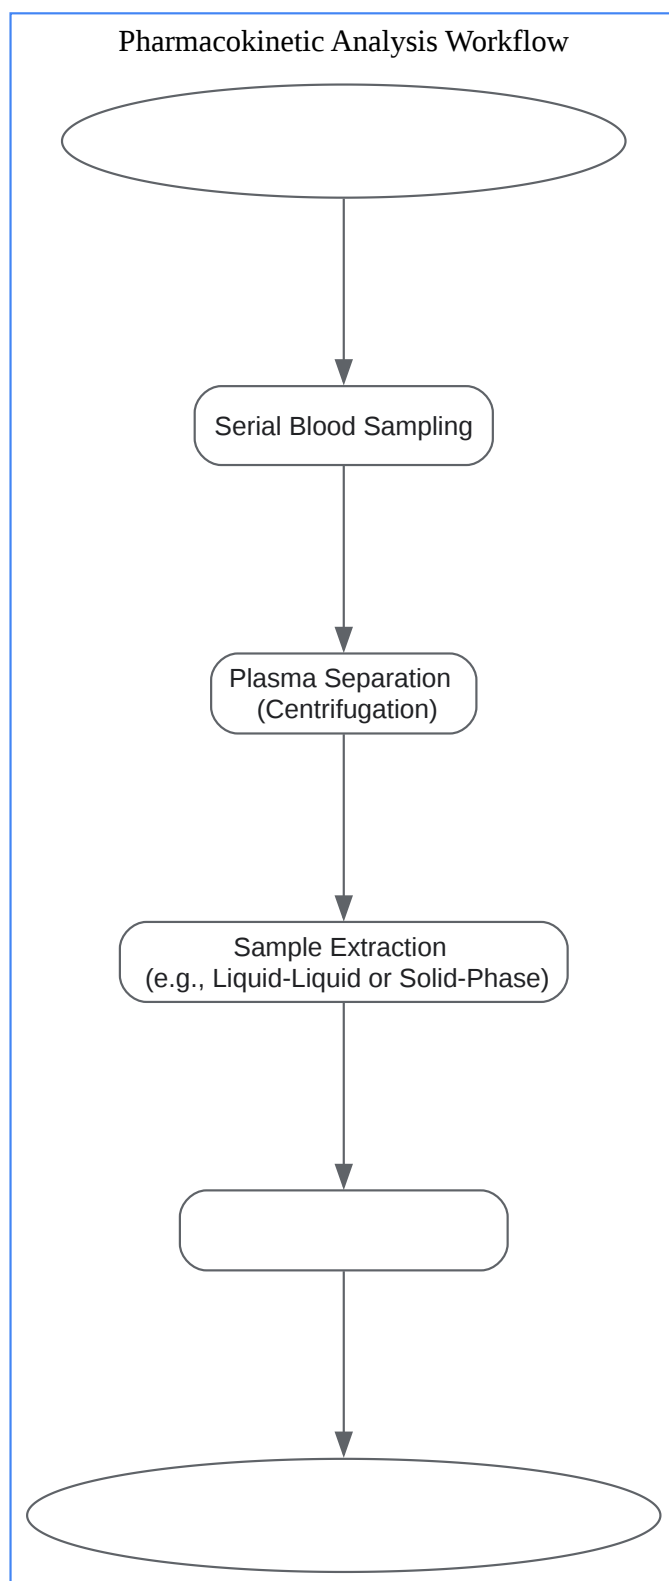 Pharmacokinetic Analysis Workflow
Serial Blood Sampling
Plasma Separation
(Centrifugation)
Sample Extraction
(e.g., Liquid-Liquid or Solid-Phase)